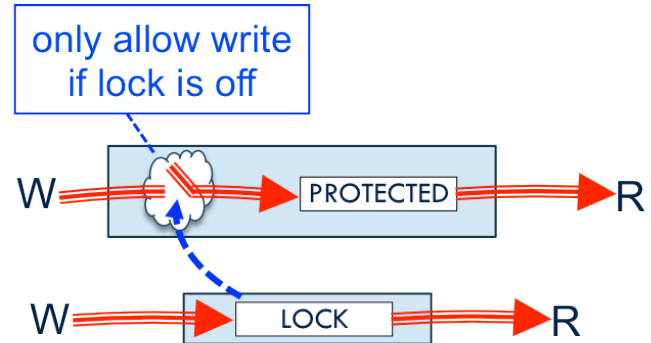 only allow write
if lock is off
W PROTECTED R
W LOCK R